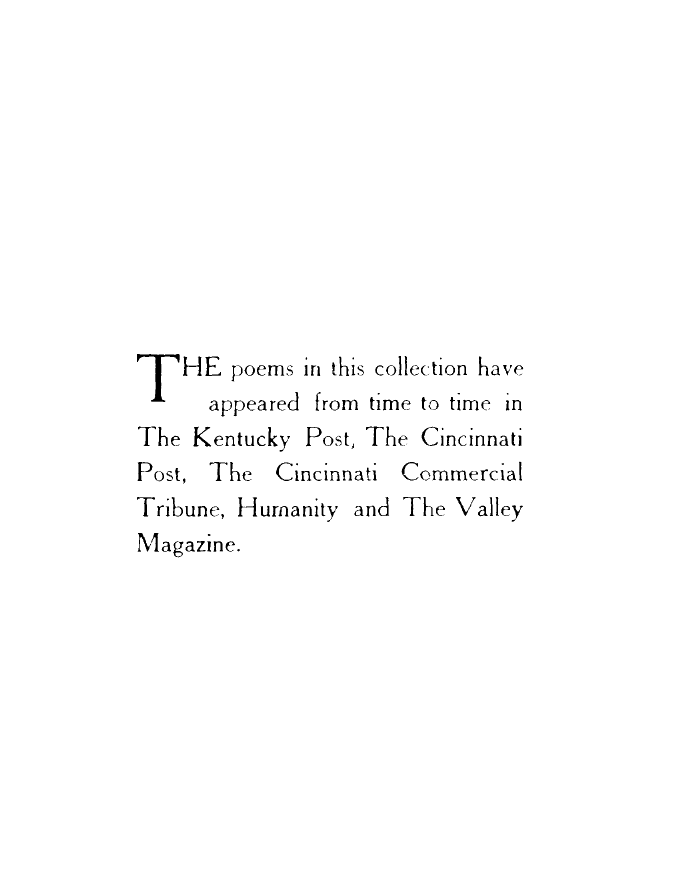 THE poems in this collection have
appeared from time to time in
The Kentucky Post, The Cincinnati
Post, The Cincinnati Commercial
Tribune, Humanity and The Valley
Magazine.